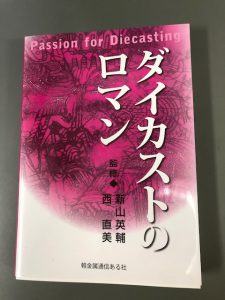 Passion for Diecasting
ダイカストの
ロマン
監修◆新山英輔
西 直美
軽金属通信ある社